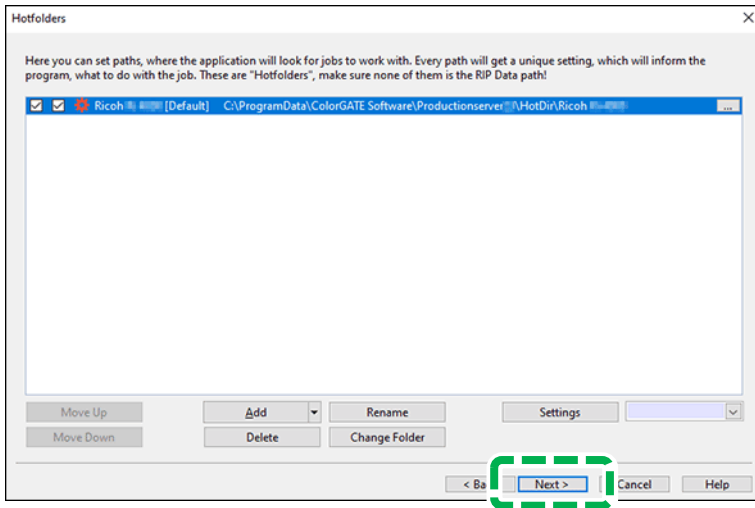 Hotfolders
Here you can set paths, where the application will look for jobs to work with. Every path will get a unique setting, which will inform the
program, what to do with the job. These are "Hotfolders", make sure none of them is the RIP Data path!
Ricoh [Default] C:\ProgramData\ColorGATE Software\Productionserver \HotDir\Ricoh ...
Move Up Add Rename Settings
Move Down Delete Change Folder
< Ba Next > Cancel Help